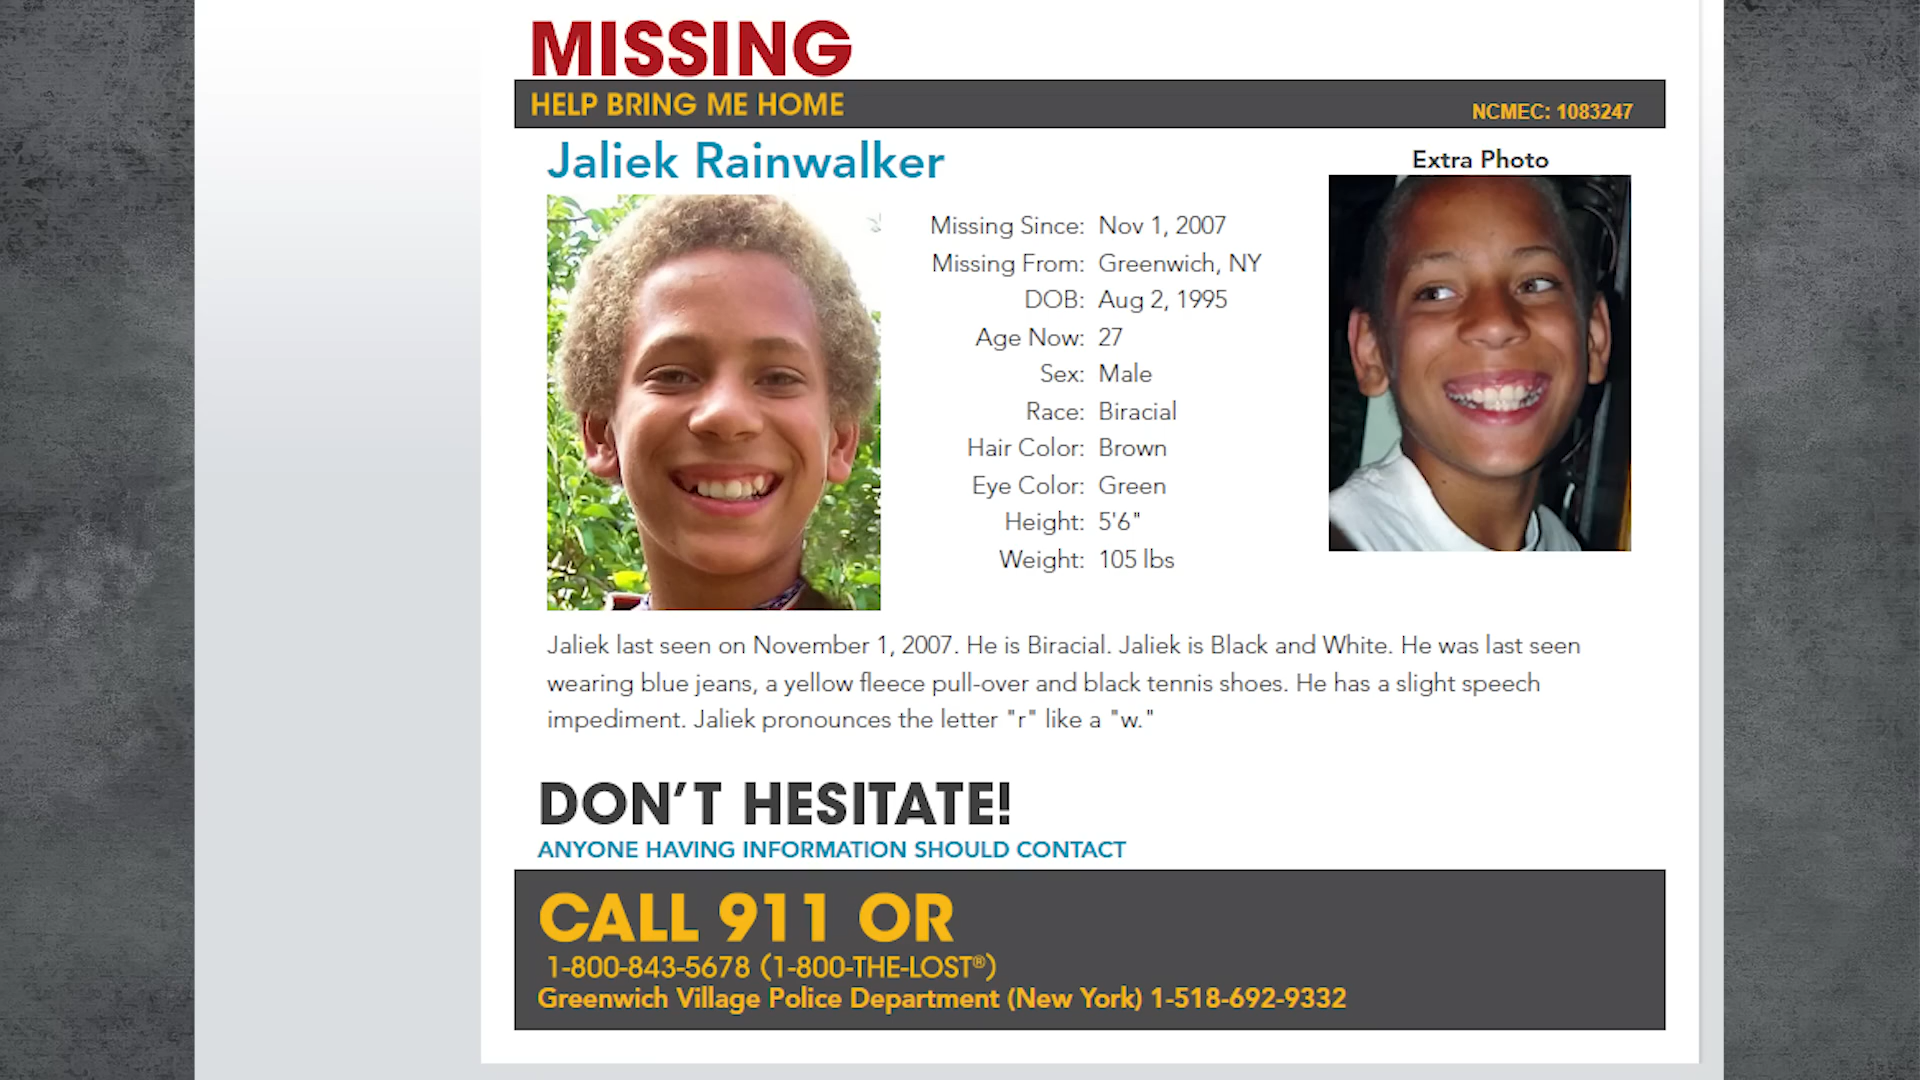 MISSING
HELP BRING ME HOME
NCMEC: 1083247
Jaliek Rainwalker
Extra Photo
Missing Since: Nov 1, 2007
Missing From: Greenwich, NY
DOB: Aug 2, 1995
Age Now: 27
Sex: Male
Race: Biracial
Hair Color: Brown
Eye Color: Green
Height: 5'6"
Weight: 105 lbs
Jaliek last seen on November 1, 2007. He is Biracial. Jaliek is Black and White. He was last seen
wearing blue jeans, a yellow fleece pull-over and black tennis shoes. He has a slight speech
impediment. Jaliek pronounces the letter "r" like a "w."
DON'T HESITATE!
ANYONE HAVING INFORMATION SHOULD CONTACT
CALL 911 OR
1-800-843-5678 (1-800-THE-LOST®)
Greenwich Village Police Department (New York) 1-518-692-9332